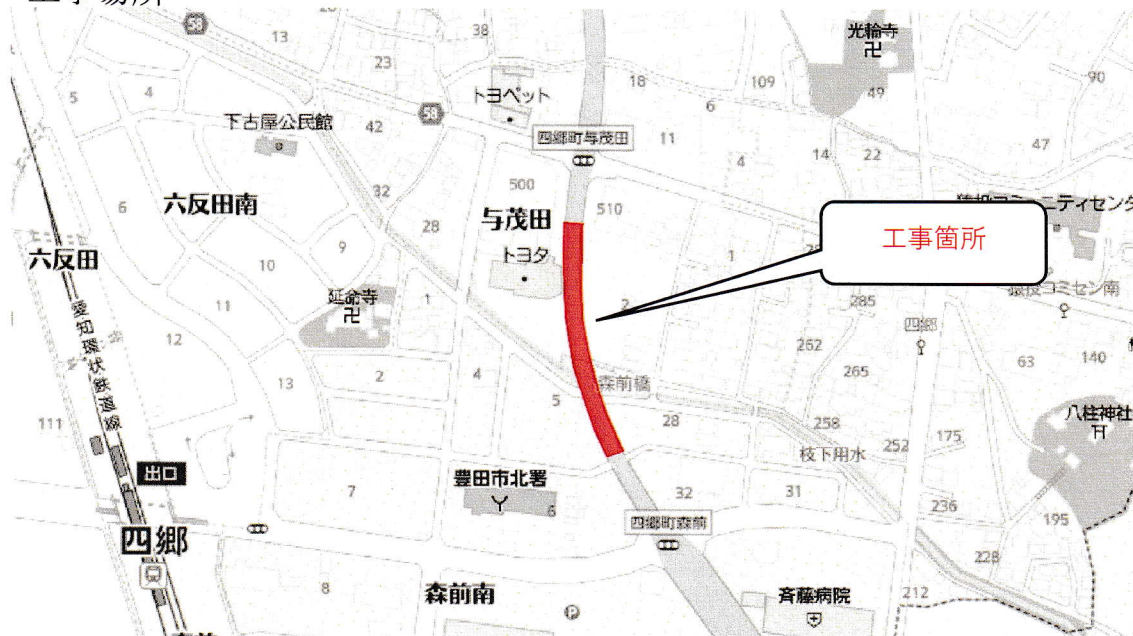 58
13
38
23
5
4
トヨペット
18
109
光輪寺
49
90
下古屋公民館
42
58
四郷町与茂田
6
11
47
32
4
14
22
500
510
六反田南
6
28
与茂田
六反田
9
トヨタ
1
工事箇所
10
延命寺
1
2
285
猿投コミセン南
11
四郷
愛知環状鉄道線
12
262
63
140
2
4
森前橋
265
13
5
八柱神社
111
28
258
175
252
枝下用水
出口
豊田市北署
7
32
31
236
6
195
四郷町森前
四郷
228
8
森前南
斉藤病院
212
P